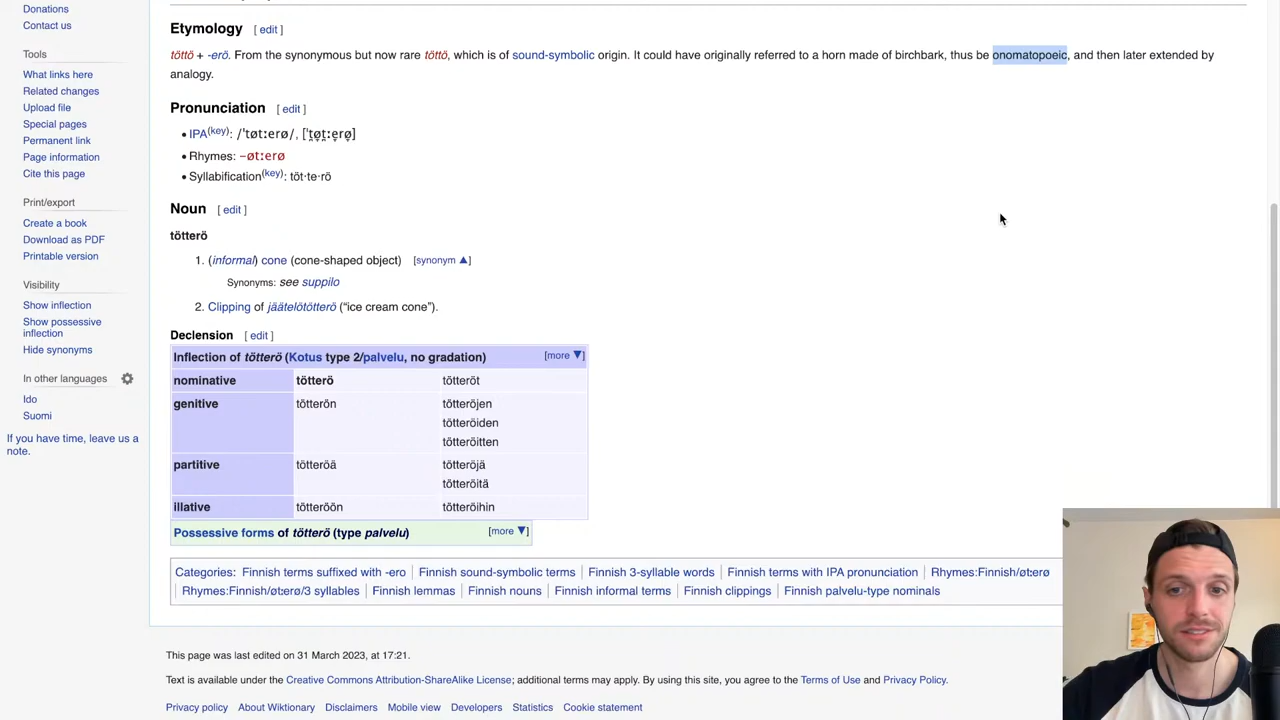 Donations
Contact us
Tools
What links here
Related changes
Upload file
Special pages
Permanent link
Page information
Cite this page
Print/export
Create a book
Download as PDF
Printable version
Visibility
Show inflection
Show possessive
inflection
Hide synonyms
In other languages
Ido
Suomi
If you have time, leave us a
note.
Etymology [ edit ]
töttö + -erö. From the synonymous but now rare töttö, which is of sound-symbolic origin. It could have originally referred to a horn made of birchbark, thus be onomatopoeic, and then later extended by
analogy.
Pronunciation [ edit ]
• IPA(key): /ˈtøtːerø/, [ˈt̪øt̪ːe̞rø̞]
• Rhymes: -øtːerø
• Syllabification(key): töt‧te‧rö
Noun [ edit ]
tötterö
1. (informal) cone (cone-shaped object) [synonym ▲]
Synonyms: see suppilo
2. Clipping of jäätelötötterö (“ice cream cone”).
Declension [ edit ]
Inflection of tötterö (Kotus type 2/palvelu, no gradation) [more ▼]
nominative tötterö tötteröt
genitive tötterön tötteröjen
tötteröiden
tötteröitten
partitive tötteröä tötteröjä
tötteröitä
illative tötteröön tötteröihin
Possessive forms of tötterö (type palvelu) [more ▼]
Categories: Finnish terms suffixed with -ero | Finnish sound-symbolic terms | Finnish 3-syllable words | Finnish terms with IPA pronunciation | Rhymes:Finnish/øtːerø
Rhymes:Finnish/øtːerø/3 syllables | Finnish lemmas | Finnish nouns | Finnish informal terms | Finnish clippings | Finnish palvelu-type nominals
This page was last edited on 31 March 2023, at 17:21.
Text is available under the Creative Commons Attribution-ShareAlike License; additional terms may apply. By using this site, you agree to the Terms of Use and Privacy Policy.
Privacy policy About Wiktionary Disclaimers Mobile view Developers Statistics Cookie statement